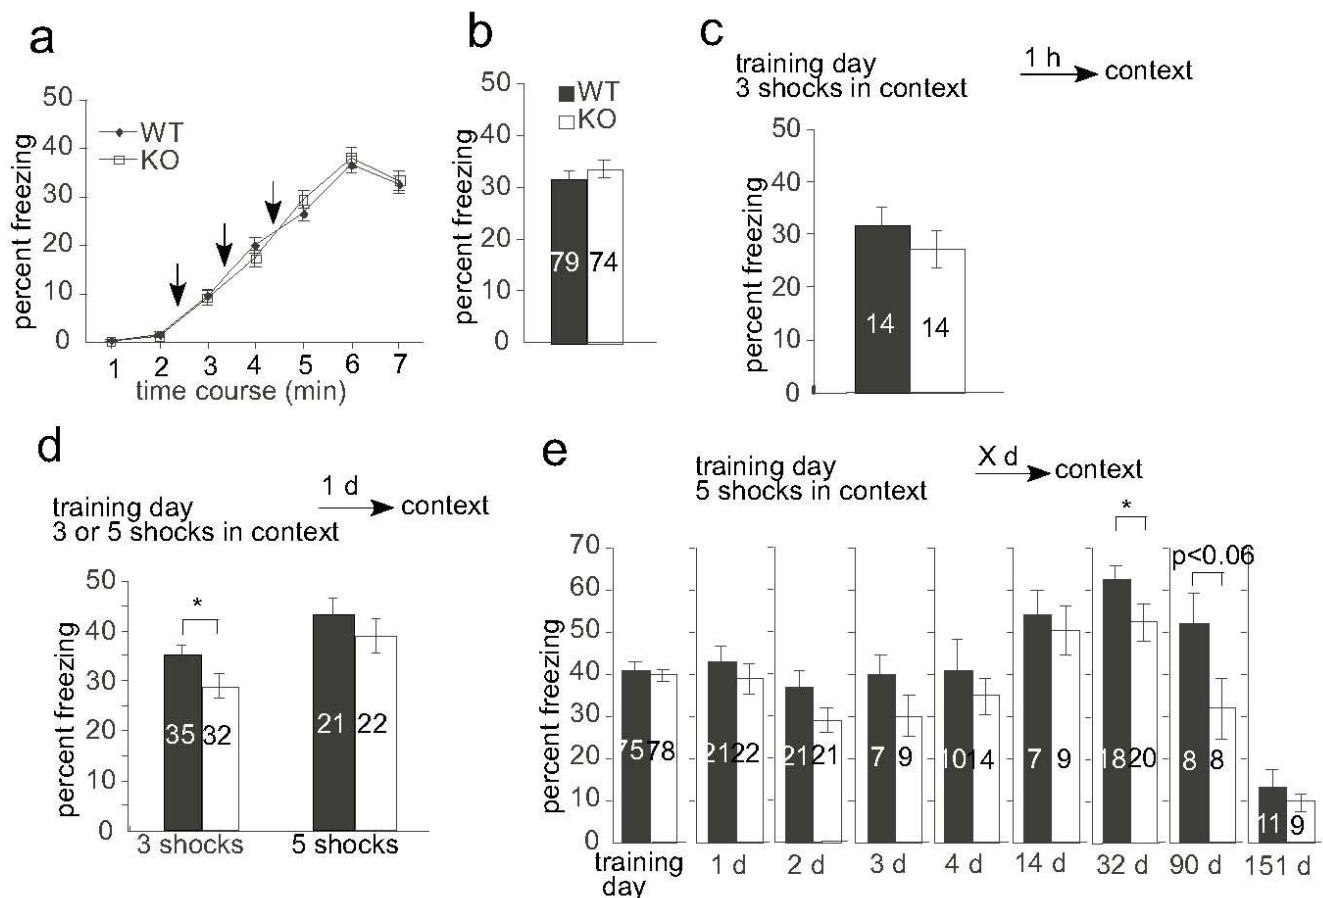 a
50
40
30
20
10
0
percent freezing
WT
KO
1 2 3 4 5 6 7
time course (min)
b
50
40
30
20
10
0
percent freezing
WT
KO
79 74
c
training day
3 shocks in context
1 h
context
50
40
30
20
10
0
percent freezing
14 14
d
training day
3 or 5 shocks in context
1 d
context
50
40
30
20
10
0
percent freezing
*
35 32 21 22
3 shocks 5 shocks
e
training day
5 shocks in context
X d
context
70
60
50
40
30
20
10
0
percent freezing
*
p<0.06
75 78 21 22 21 21 7 9 10 14 7 9 18 20 8 8 11 9
training
day
1 d 2 d 3 d 4 d 14 d 32 d 90 d 151 d